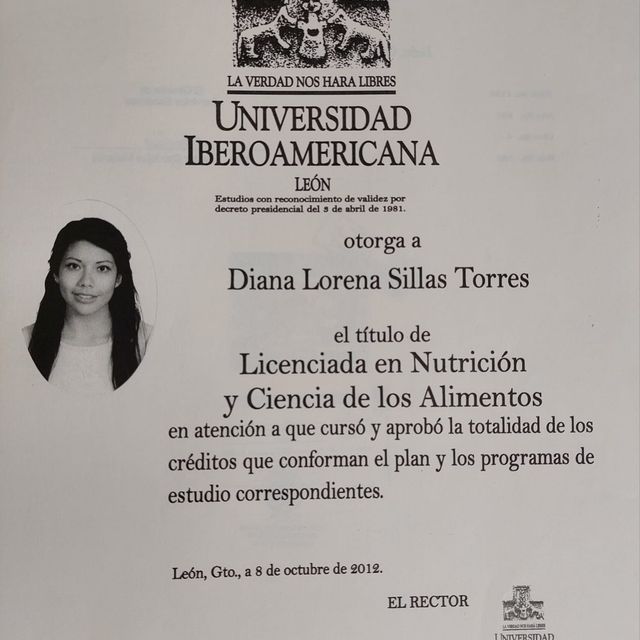 LA VERDAD NOS HARA LIBRES
UNIVERSIDAD
IBEROAMERICANA
LEÓN
Estudios con reconocimiento de validez por
decreto presidencial del 3 de abril de 1981.
otorga a
Diana Lorena Sillas Torres
el título de
Licenciada en Nutrición
y Ciencia de los Alimentos
en atención a que cursó y aprobó la totalidad de los
créditos que conforman el plan y los programas de
estudio correspondientes.
León, Gto., a 8 de octubre de 2012.
EL RECTOR
LA VERDAD NOS HARA LIBRES
UNIVERSIDAD